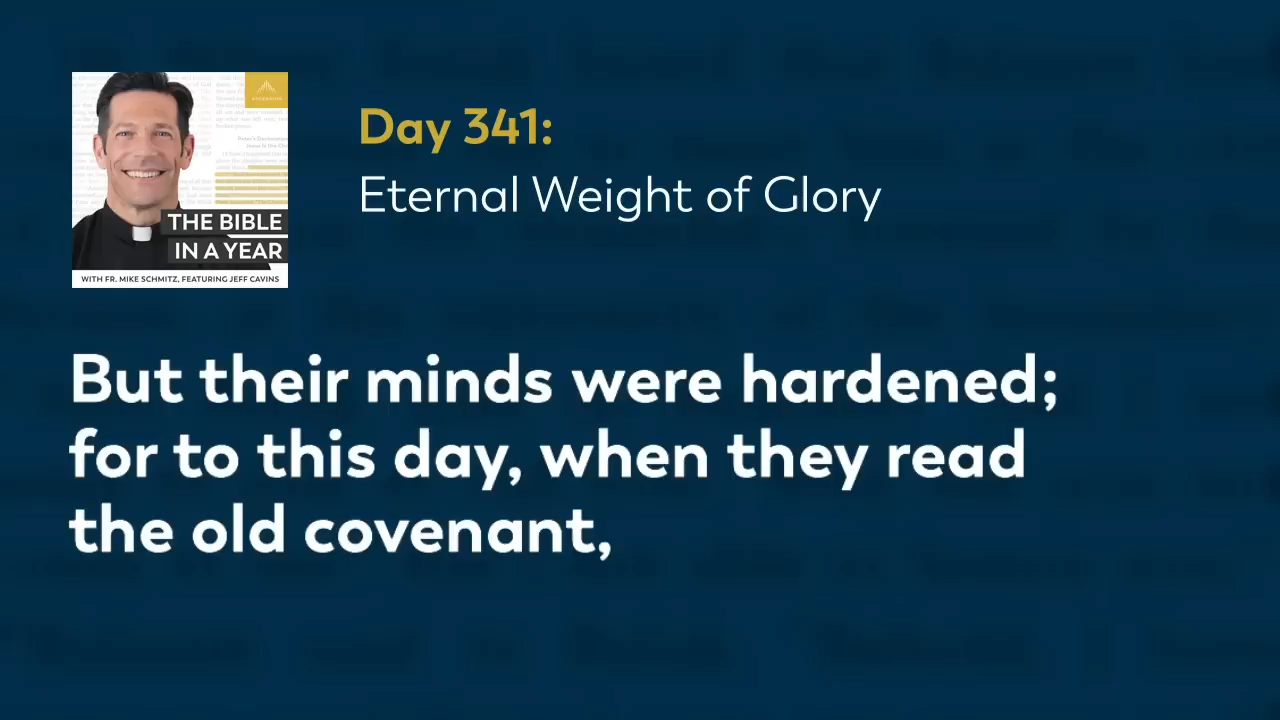 THE BIBLE
IN A YEAR
WITH FR. MIKE SCHMITZ, FEATURING JEFF CAVINS
Day 341:
Eternal Weight of Glory
But their minds were hardened;
for to this day, when they read
the old covenant,